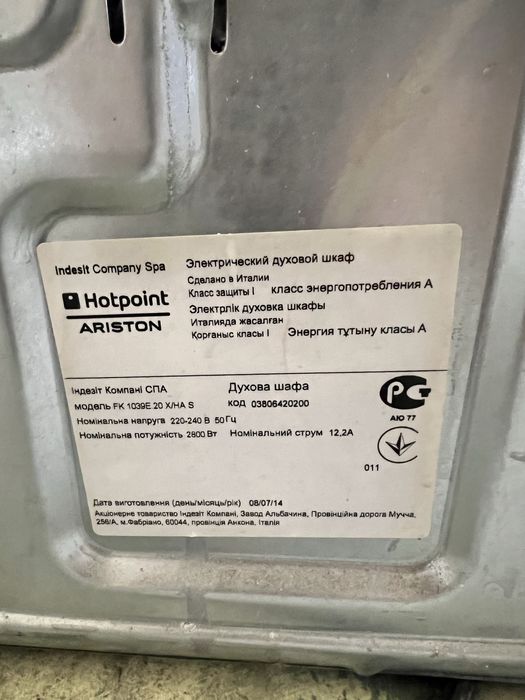 Indesit Company Spa
Hotpoint
ARISTON
Электрический духовой шкаф
Сделано в Италии
Класс защиты I класс энергопотребления А
Электрлік духовка шкафы
Италияда жасалған
Қорғаныс класы I Энергия тұтыну класы А
Індезіт Компані СПА Духова шафа
модель FK 1039E 20 X/HA S код 03806420200
Номінальна напруга 220-240 В 50Гц
Номінальна потужність 2800 Вт Номінальний струм 12,2А
РСТ
АЮ 77
011
Дата виготовлення (день/місяць/рік) 08/07/14
Акціонерне товариство Індезіт Компані, Завод Альбачина, Провінційна дорога Мучча,
256/А, м.Фабріано, 60044, провінція Анкона, Італія